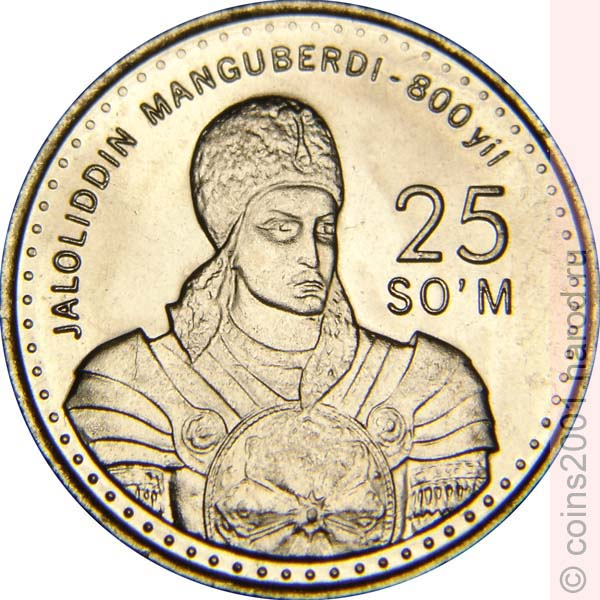 JALOLIDDIN MANGUBERDI - 800 yil
25
SO'M
© coins2001.narod.ru